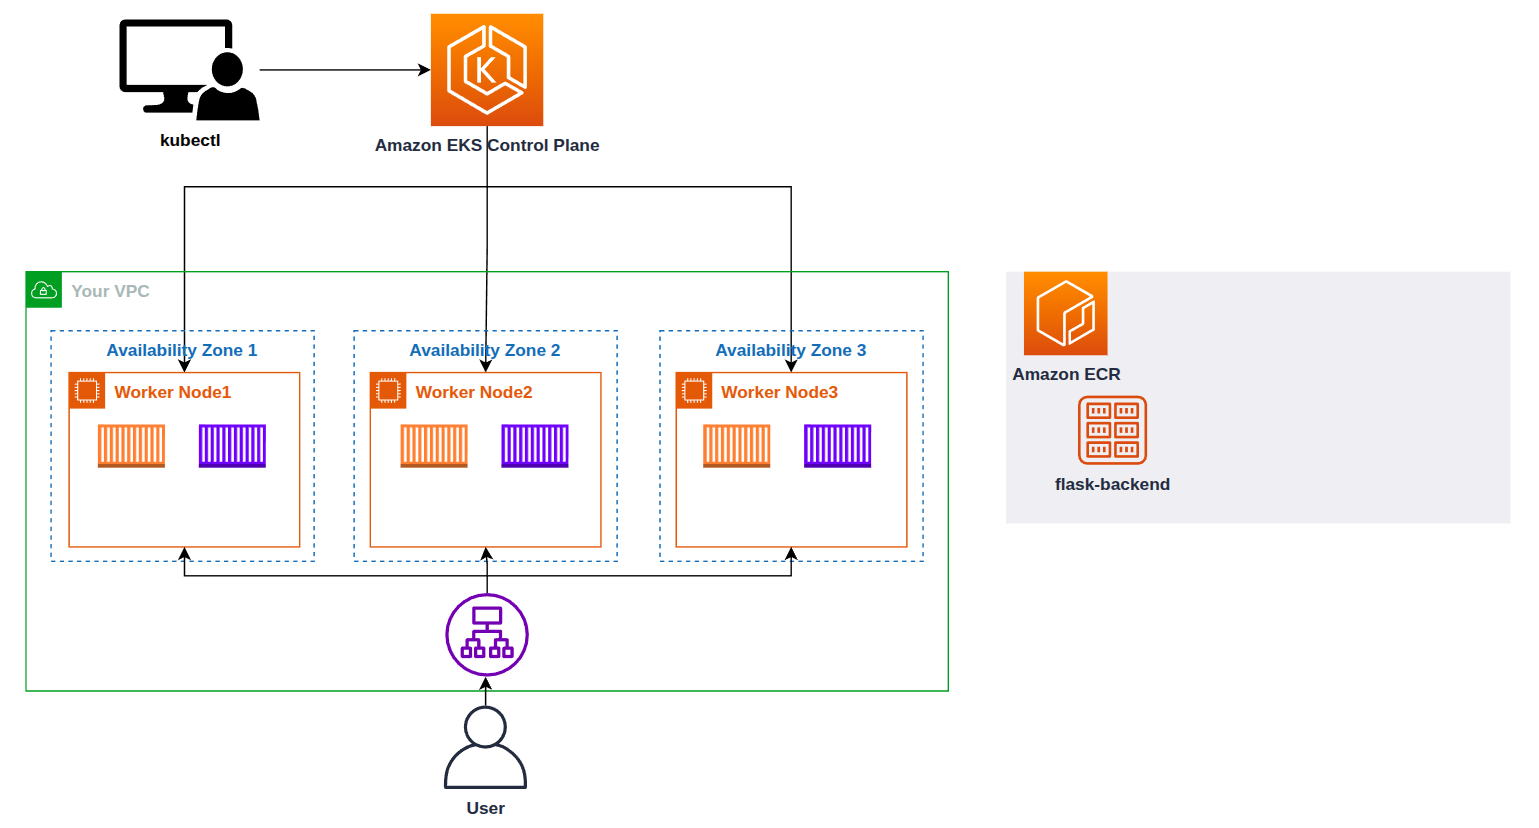 kubectl
Amazon EKS Control Plane
Your VPC
Availability Zone 1
Availability Zone 2
Availability Zone 3
Worker Node1
Worker Node2
Worker Node3
Amazon ECR
flask-backend
User